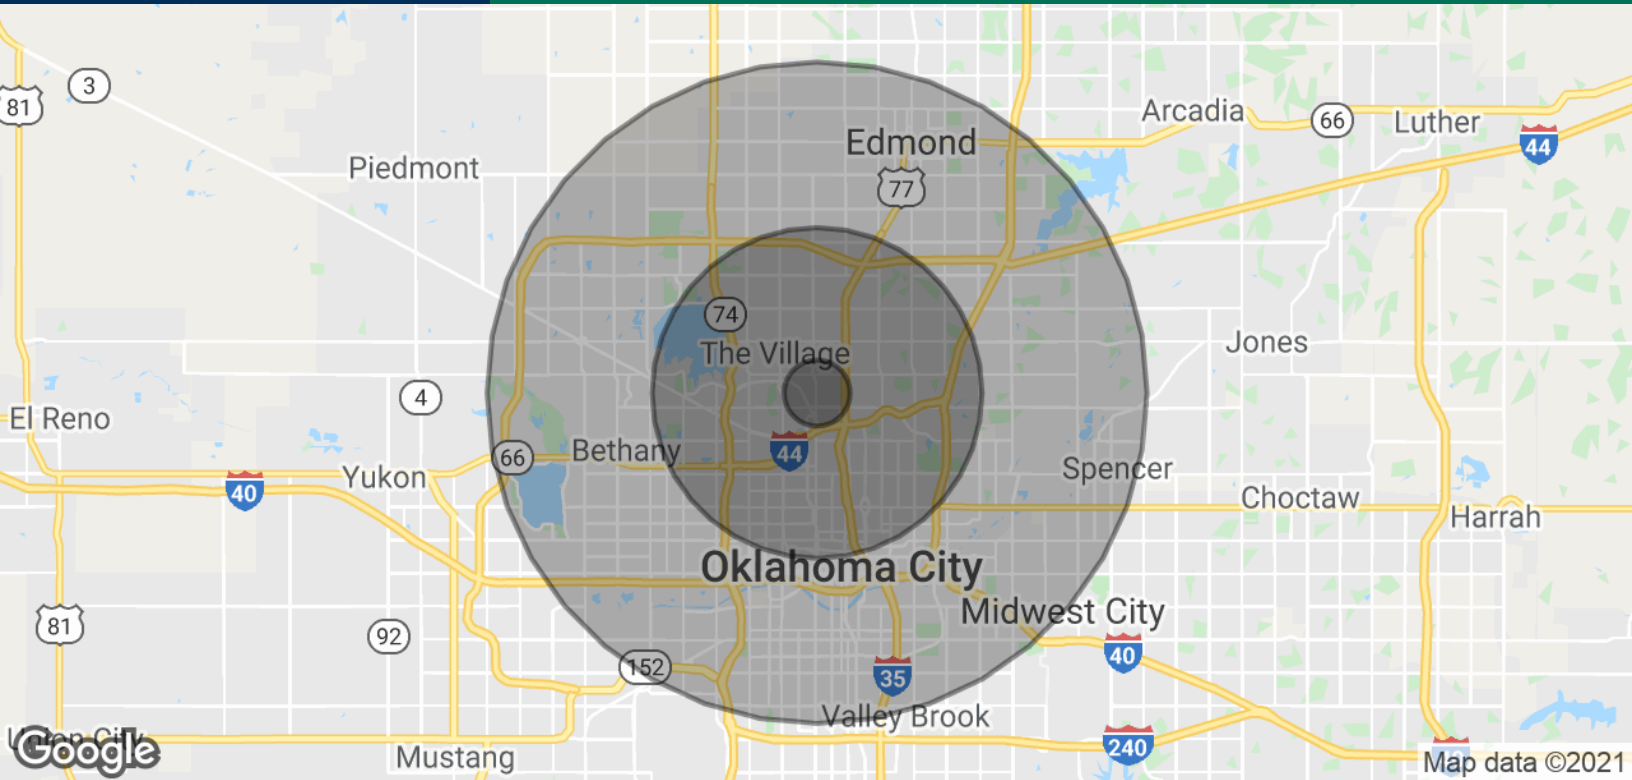 3
81
Arcadia
66
Luther
44
Edmond
Piedmont
77
74
The Village
Jones
4
El Reno
Bethany
44
66
Spencer
Yukon
40
Choctaw
Harrah
Oklahoma City
Midwest City
81
92
40
152
35
Valley Brook
Union City
Google
Mustang
240
Map data ©2021